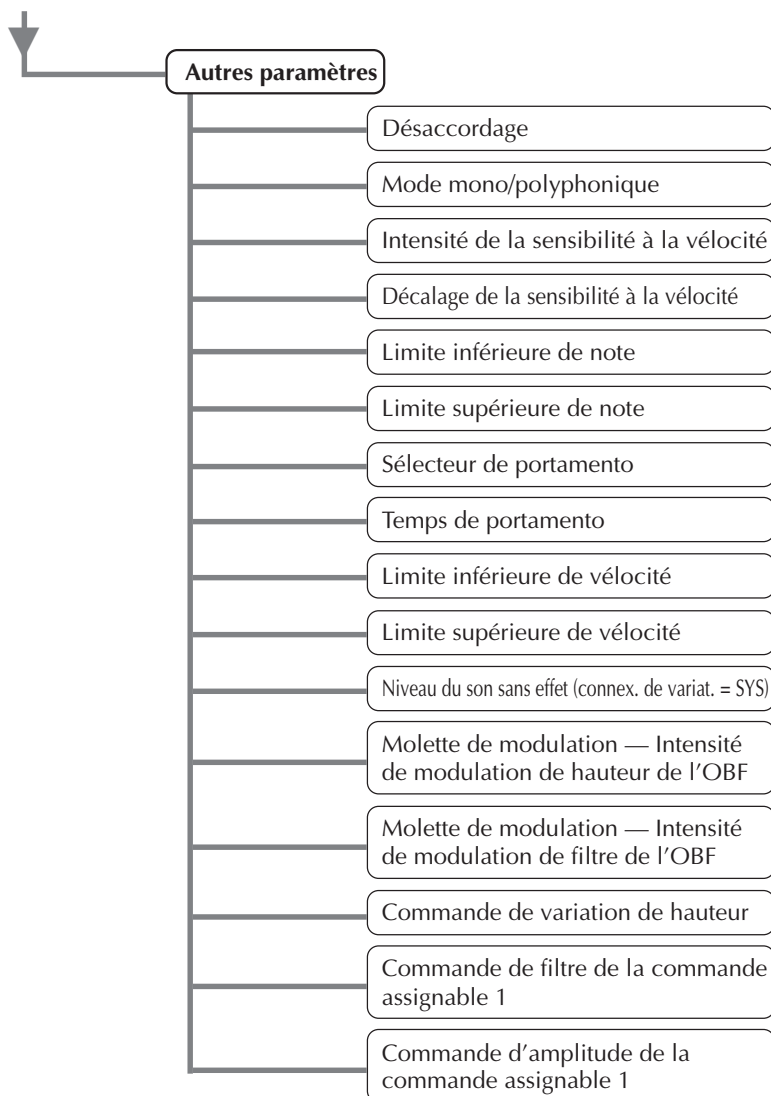 Autres paramètres
Désaccordage
Mode mono/polyphonique
Intensité de la sensibilité à la vélocité
Décalage de la sensibilité à la vélocité
Limite inférieure de note
Limite supérieure de note
Sélecteur de portamento
Temps de portamento
Limite inférieure de vélocité
Limite supérieure de vélocité
Niveau du son sans effet (connex. de variat. = SYS)
Molette de modulation — Intensité
de modulation de hauteur de l’OBF
Molette de modulation — Intensité
de modulation de filtre de l’OBF
Commande de variation de hauteur
Commande de filtre de la commande
assignable 1
Commande d’amplitude de la
commande assignable 1